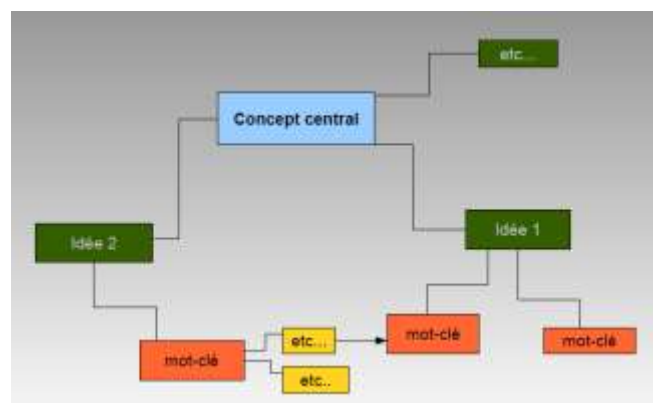 etc...
Concept central
Idée 2
Idée 1
mot-clé
etc...
mot-clé
mot-clé
etc..